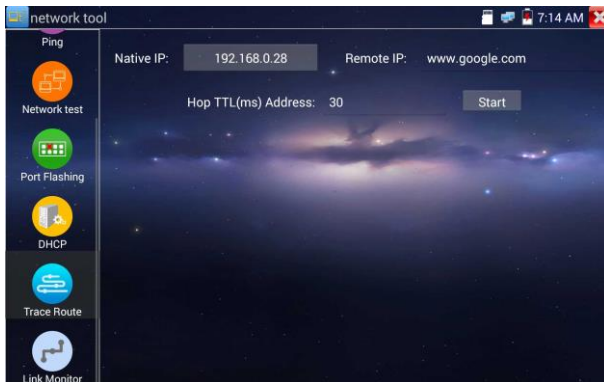 network tool
7:14 AM
Ping
Network test
Port Flashing
DHCP
Trace Route
Link Monitor
Native IP: 192.168.0.28 Remote IP: www.google.com
Hop TTL(ms) Address: 30 Start